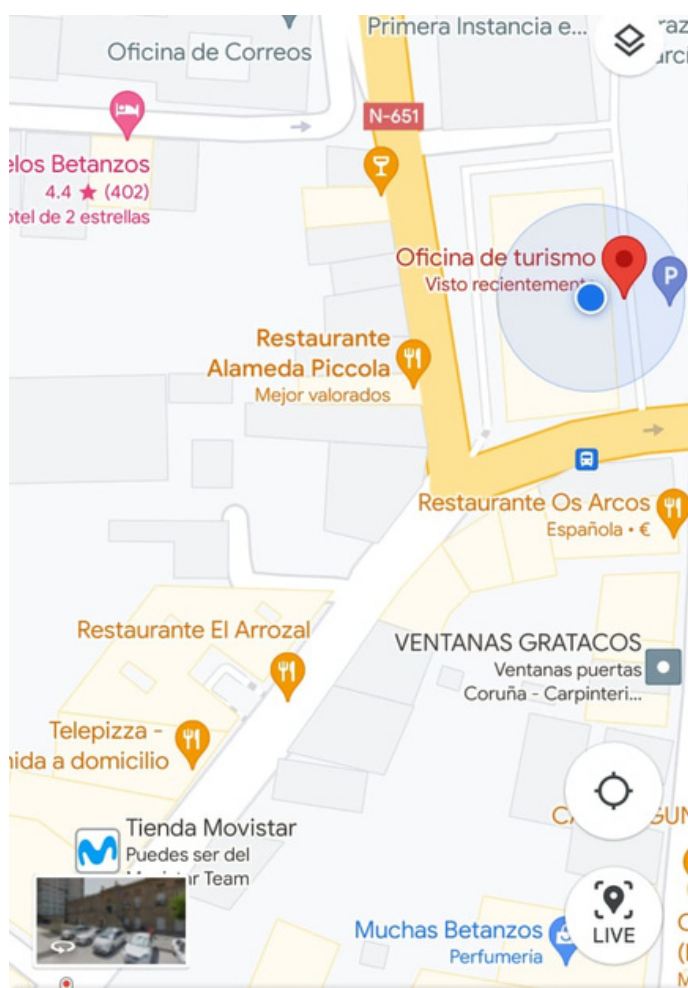 Oficina de Correos
Primera Instancia e...
N-651
elos Betanzos
4.4 ★ (402)
otel de 2 estrellas
Oficina de turismo
Visto recientemente
P
Restaurante
Alameda Piccola
Mejor valorados
Restaurante Os Arcos
Española • €
Restaurante El Arrozal
VENTANAS GRATACOS
Ventanas puertas
Coruña - Carpinteri...
Telepizza -
nida a domicilio
Tienda Movistar
Puedes ser del
Movistar Team
LIVE
Muchas Betanzos
Perfumeria